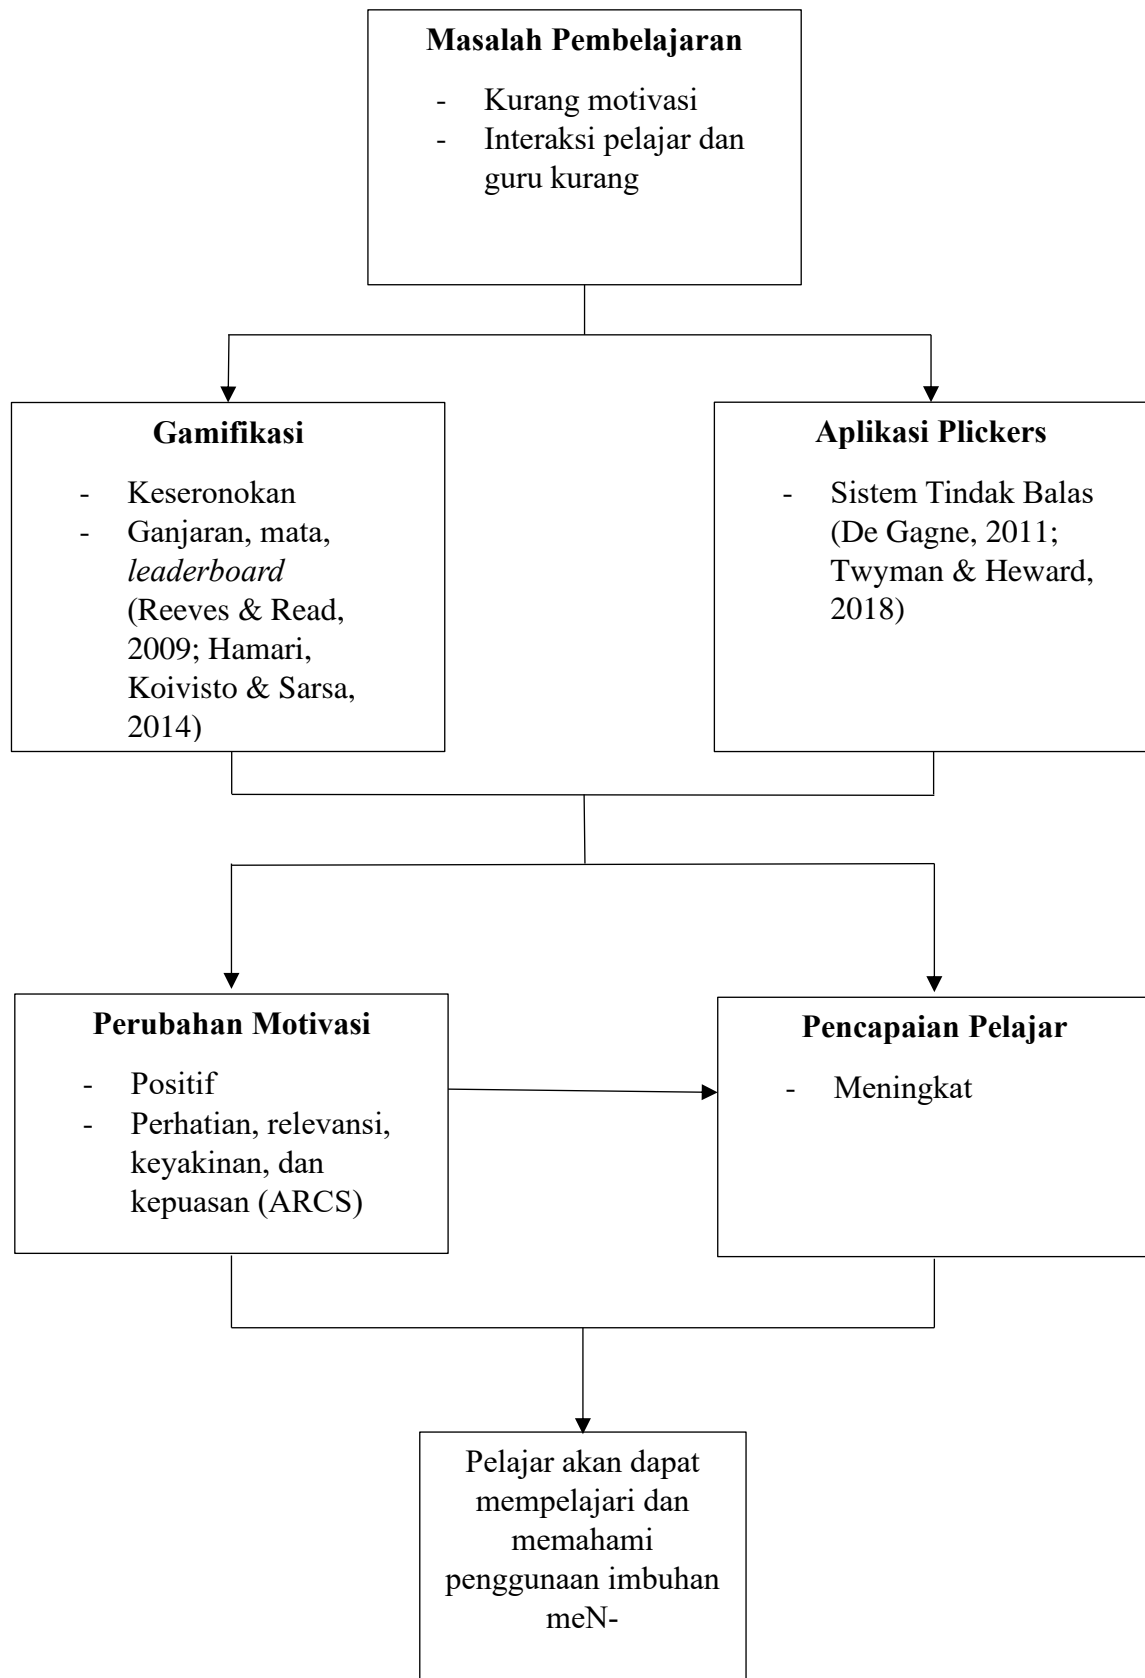 Masalah Pembelajaran
- Kurang motivasi
- Interaksi pelajar dan
guru kurang
Gamifikasi
- Keseronokan
- Ganjaran, mata,
leaderboard
(Reeves & Read,
2009; Hamari,
Koivisto & Sarsa,
2014)
Aplikasi Plickers
- Sistem Tindak Balas
(De Gagne, 2011;
Twyman & Heward,
2018)
Perubahan Motivasi
- Positif
- Perhatian, relevansi,
keyakinan, dan
kepuasan (ARCS)
Pencapaian Pelajar
- Meningkat
Pelajar akan dapat
mempelajari dan
memahami
penggunaan imbuhan
meN-